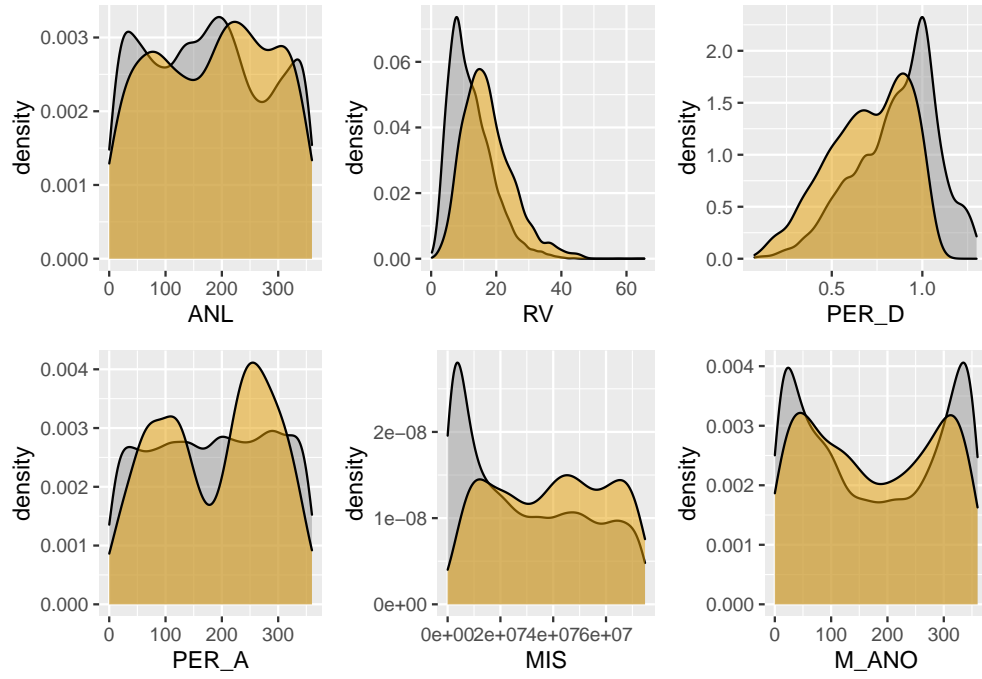 density
0.003
0.002
0.001
0.000
0 100 200 300
ANL
density
0.06
0.04
0.02
0.00
0 20 40 60
RV
density
2.0
1.5
1.0
0.5
0.0
0.5 1.0
PER_D
density
0.004
0.003
0.002
0.001
0.000
0 100 200 300
PER_A
density
2e−08
1e−08
0e+00
0e+002e+074e+076e+07
MIS
density
0.004
0.003
0.002
0.001
0.000
0 100 200 300
M_ANO